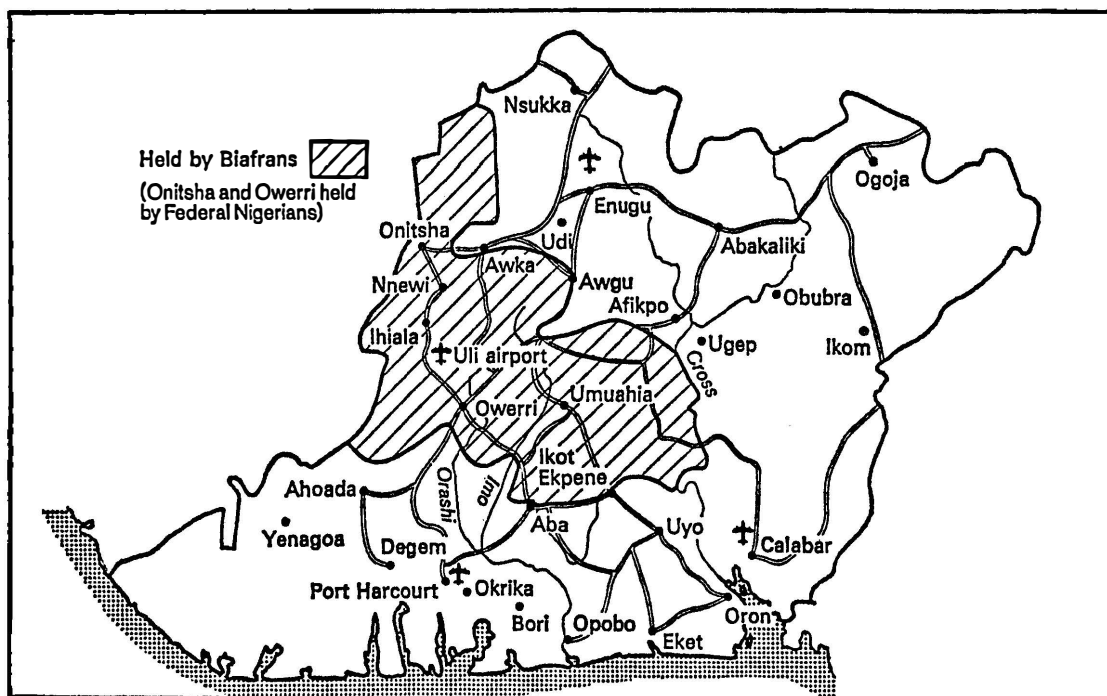 Held by Biafrans
(Onitsha and Owerri held
by Federal Nigerians)
Nsukka
Ogoja
Enugu
Onitsha
Udi
Abakaliki
Awka
Nnewi
Awgu
Obubra
Afikpo
Ihiala
Ugep
Ikom
Uli airport
Cross
Umuahia
Owerri
Ikot
Ekpene
Ahoada
Orashi
Imo
Aba
Uyo
Yenagoa
Degem
Calabar
Port Harcourt
Okrika
Bori
Opobo
Oron
Eket